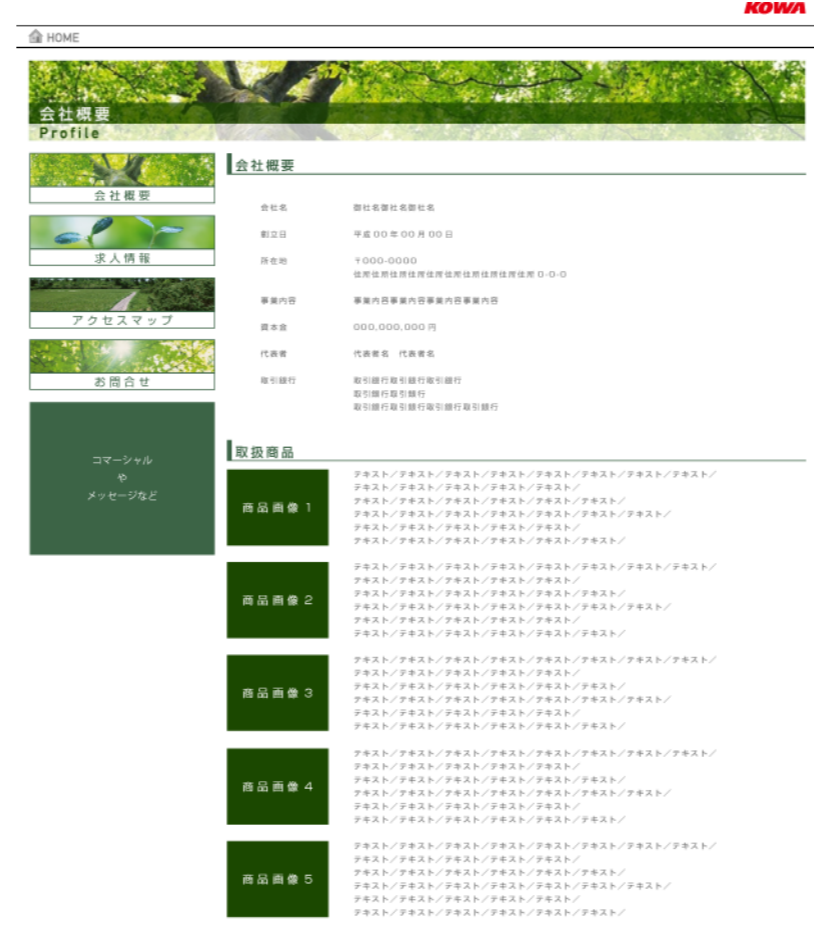 KOWA
HOME
会社概要
Profile
会社概要
求人情報
アクセスマップ
お問合せ
コマーシャル
や
メッセージなど
会社概要
会社名 御社名御社名御社名
創立日 平成00年00月00日
所在地 〒000-0000
住所住所住所住所住所住所住所住所住所住所 0-0-0
事業内容 事業内容事業内容事業内容事業内容
資本金 000,000,000 円
代表者 代表者名 代表者名
取引銀行 取引銀行取引銀行取引銀行
取引銀行取引銀行
取引銀行取引銀行取引銀行取引銀行
取扱商品
商品画像 1
テキスト/テキスト/テキスト/テキスト/テキスト/テキスト/テキスト/テキスト/
テキスト/テキスト/テキスト/テキスト/テキスト/
テキスト/テキスト/テキスト/テキスト/テキスト/テキスト/
テキスト/テキスト/テキスト/テキスト/テキスト/テキスト/テキスト/
テキスト/テキスト/テキスト/テキスト/テキスト/
テキスト/テキスト/テキスト/テキスト/テキスト/テキスト/
商品画像 2
テキスト/テキスト/テキスト/テキスト/テキスト/テキスト/テキスト/テキスト/
テキスト/テキスト/テキスト/テキスト/テキスト/
テキスト/テキスト/テキスト/テキスト/テキスト/テキスト/
テキスト/テキスト/テキスト/テキスト/テキスト/テキスト/テキスト/
テキスト/テキスト/テキスト/テキスト/テキスト/
テキスト/テキスト/テキスト/テキスト/テキスト/テキスト/
商品画像 3
テキスト/テキスト/テキスト/テキスト/テキスト/テキスト/テキスト/テキスト/
テキスト/テキスト/テキスト/テキスト/テキスト/
テキスト/テキスト/テキスト/テキスト/テキスト/テキスト/
テキスト/テキスト/テキスト/テキスト/テキスト/テキスト/テキスト/
テキスト/テキスト/テキスト/テキスト/テキスト/
テキスト/テキスト/テキスト/テキスト/テキスト/テキスト/
商品画像 4
テキスト/テキスト/テキスト/テキスト/テキスト/テキスト/テキスト/テキスト/
テキスト/テキスト/テキスト/テキスト/テキスト/
テキスト/テキスト/テキスト/テキスト/テキスト/テキスト/
テキスト/テキスト/テキスト/テキスト/テキスト/テキスト/テキスト/
テキスト/テキスト/テキスト/テキスト/テキスト/
テキスト/テキスト/テキスト/テキスト/テキスト/テキスト/
商品画像 5
テキスト/テキスト/テキスト/テキスト/テキスト/テキスト/テキスト/テキスト/
テキスト/テキスト/テキスト/テキスト/テキスト/
テキスト/テキスト/テキスト/テキスト/テキスト/テキスト/
テキスト/テキスト/テキスト/テキスト/テキスト/テキスト/テキスト/
テキスト/テキスト/テキスト/テキスト/テキスト/
テキスト/テキスト/テキスト/テキスト/テキスト/テキスト/